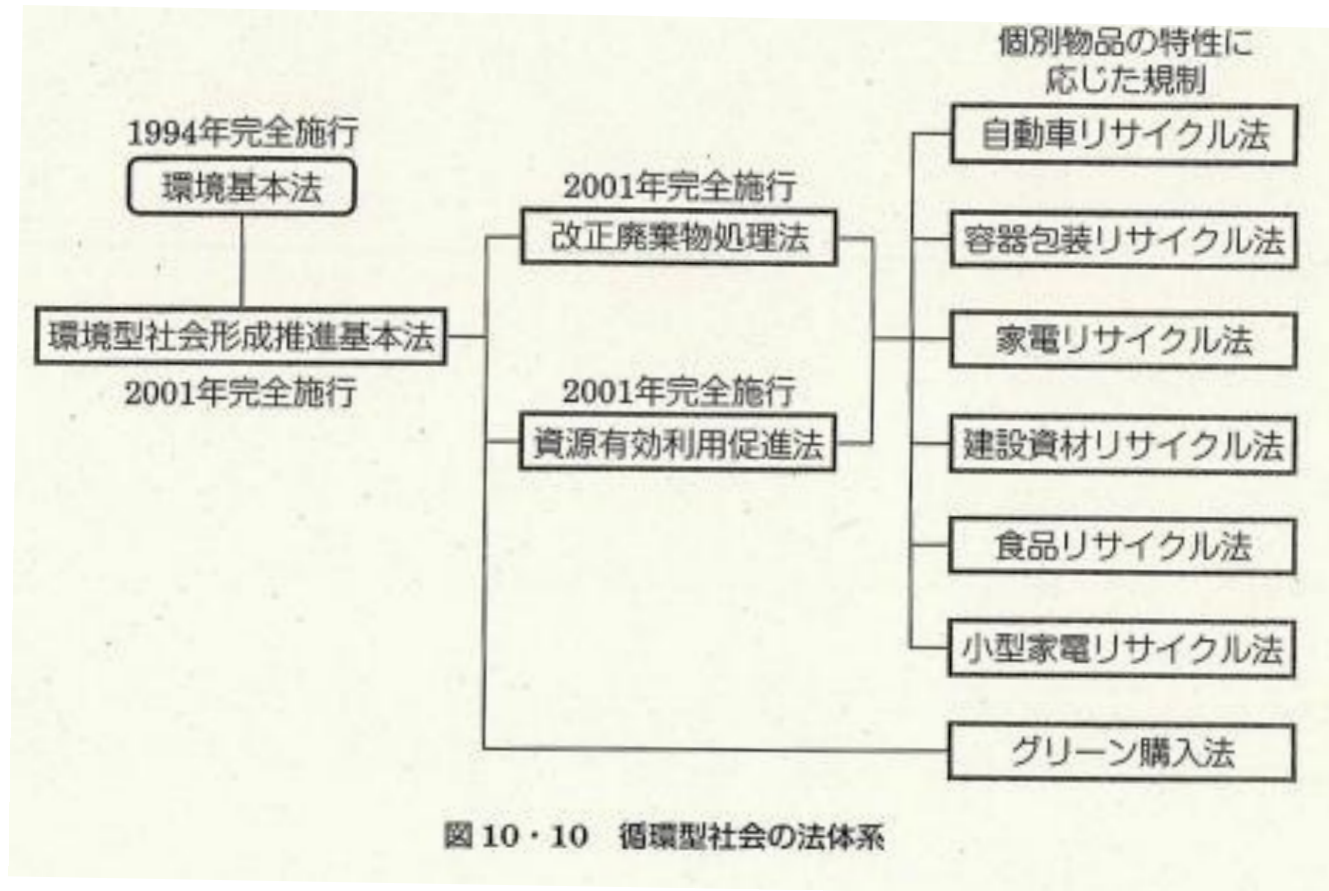 1994年完全施行
環境基本法
環境型社会形成推進基本法
2001年完全施行
2001年完全施行
改正廃棄物処理法
2001年完全施行
資源有効利用促進法
個別物品の特性に
応じた規制
自動車リサイクル法
容器包装リサイクル法
家電リサイクル法
建設資材リサイクル法
食品リサイクル法
小型家電リサイクル法
グリーン購入法
図10・10 循環型社会の法体系